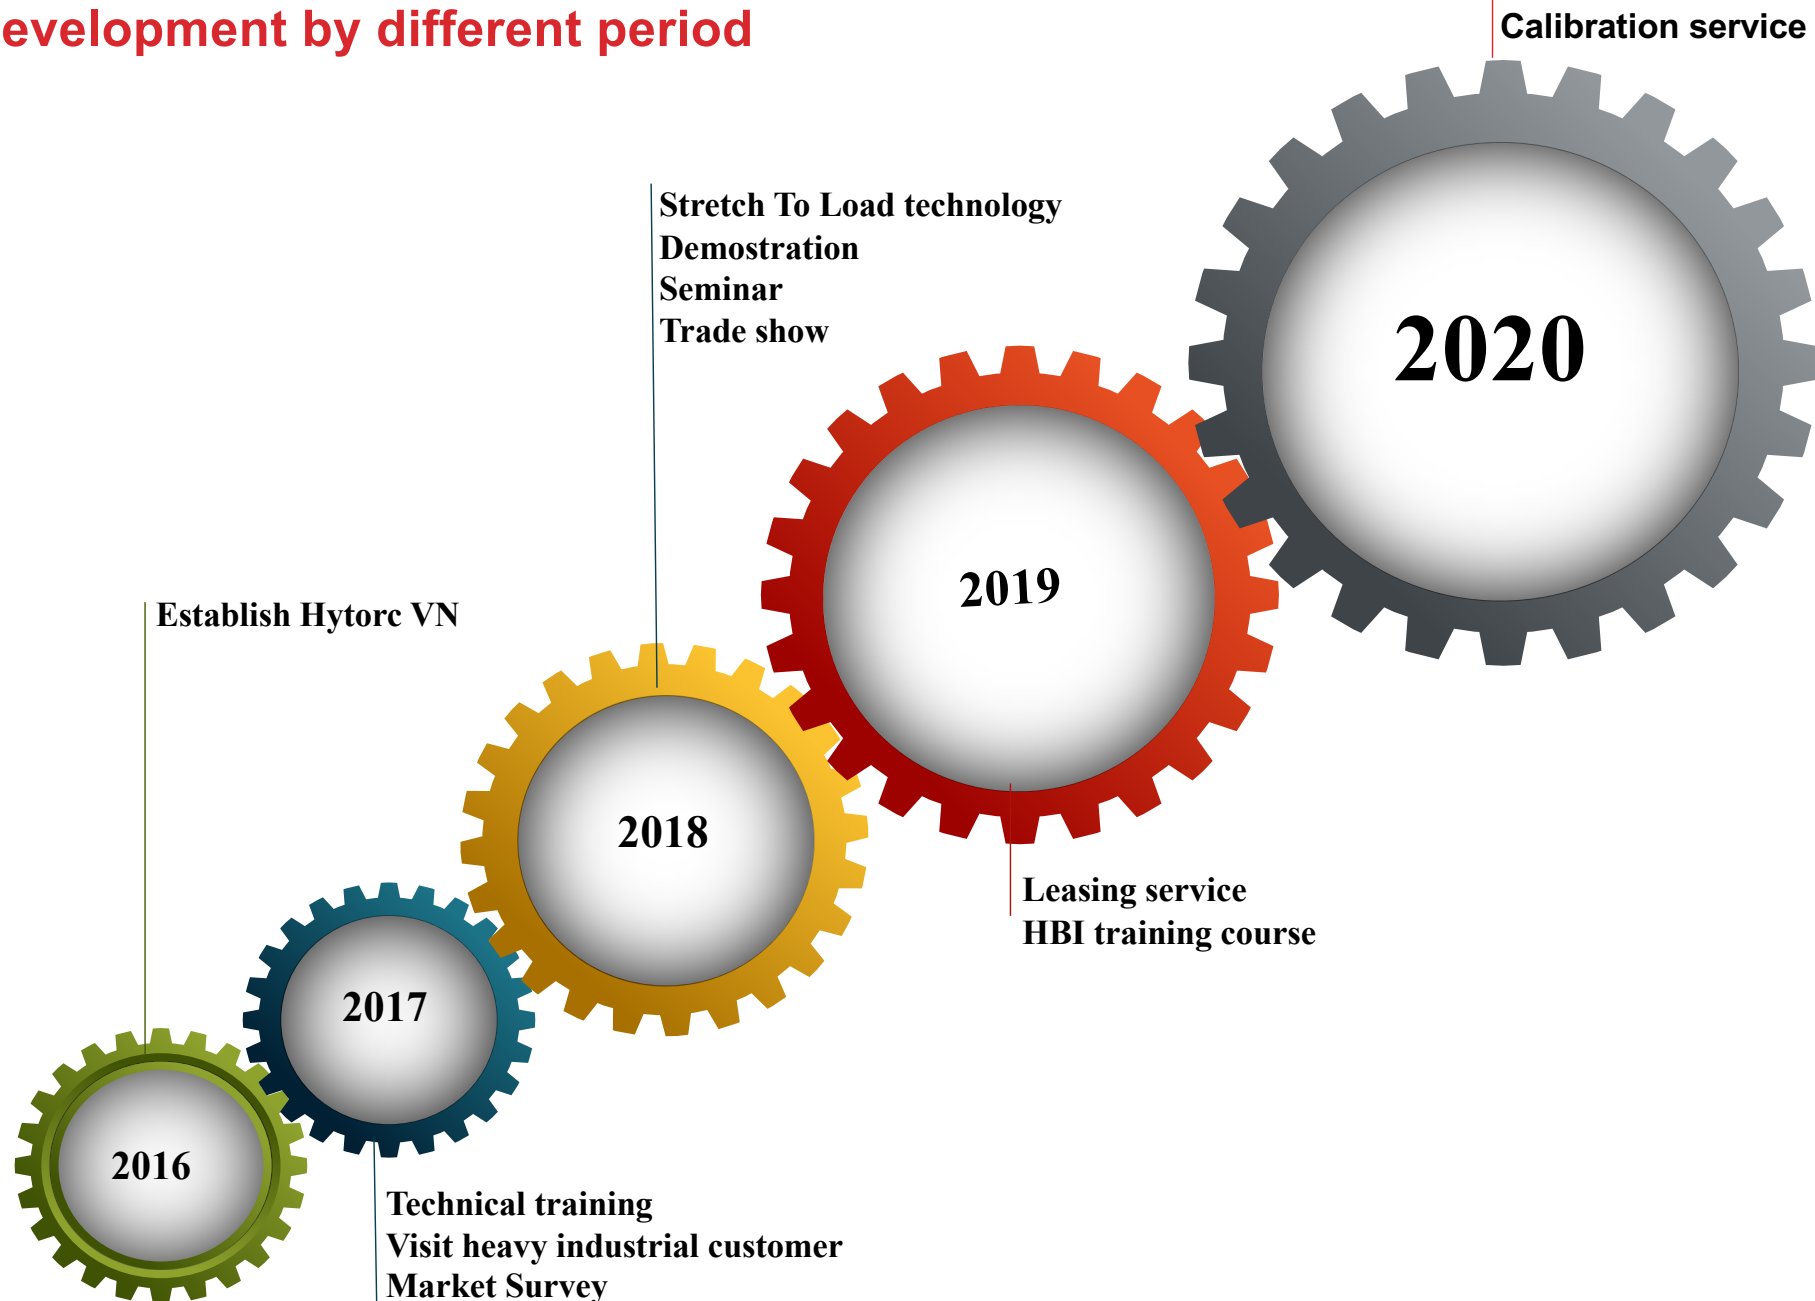 evelopment by different period
Calibration service
Stretch To Load technology
Demostration
Seminar
Trade show
2020
2019
Establish Hytorc VN
2018
Leasing service
HBI training course
2017
2016
Technical training
Visit heavy industrial customer
Market Survey